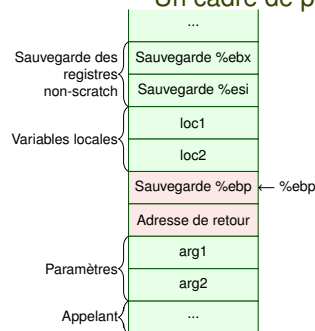 Un cadre de p
...
Sauvegarde des
registres
non-scratch
Sauvegarde %ebx
Sauvegarde %esi
Variables locales
loc1
loc2
Sauvegarde %ebp
← %ebp
Adresse de retour
Paramètres
arg1
arg2
Appelant
...